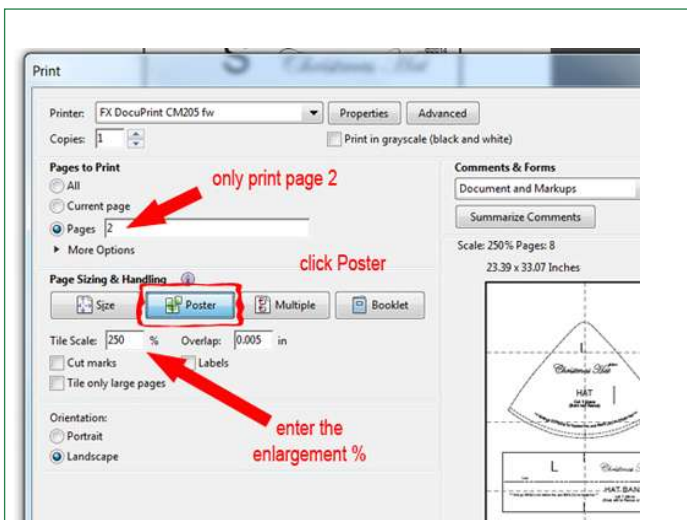 Christmas Hat
Print
Printer: FX DocuPrint CM205 fw Properties Advanced
Copies: 1 Print in grayscale (black and white)
Pages to Print
All
Current page
Pages 2
More Options
only print page 2
Comments & Forms
Document and Markups
Summarize Comments
Page Sizing & Handling
click Poster
Size Poster Multiple Booklet
Tile Scale: 250 % Overlap: 0.005 in
Cut marks Labels
Tile only large pages
enter the
enlargement %
Orientation:
Portrait
Landscape
Scale: 250% Pages: 8
23.39 x 33.07 Inches
L
Christmas Hat
HAT
L
HAT-BAN